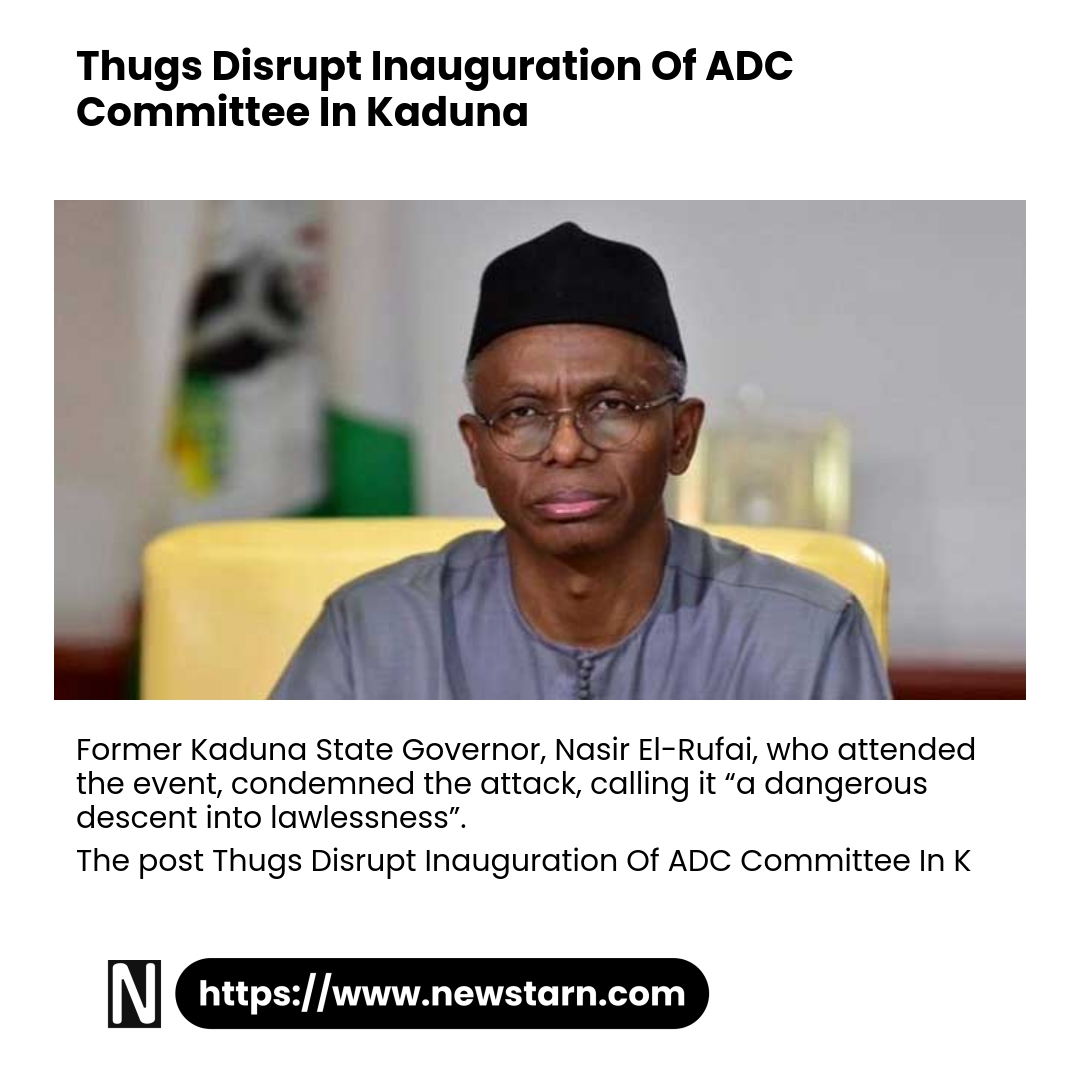 Thugs Disrupt Inauguration Of ADC
Committee In Kaduna
Former Kaduna State Governor, Nasir El-Rufai, who attended
the event, condemned the attack, calling it “a dangerous
descent into lawlessness”.
The post Thugs Disrupt Inauguration Of ADC Committee In K
N
https://www.newstarn.com